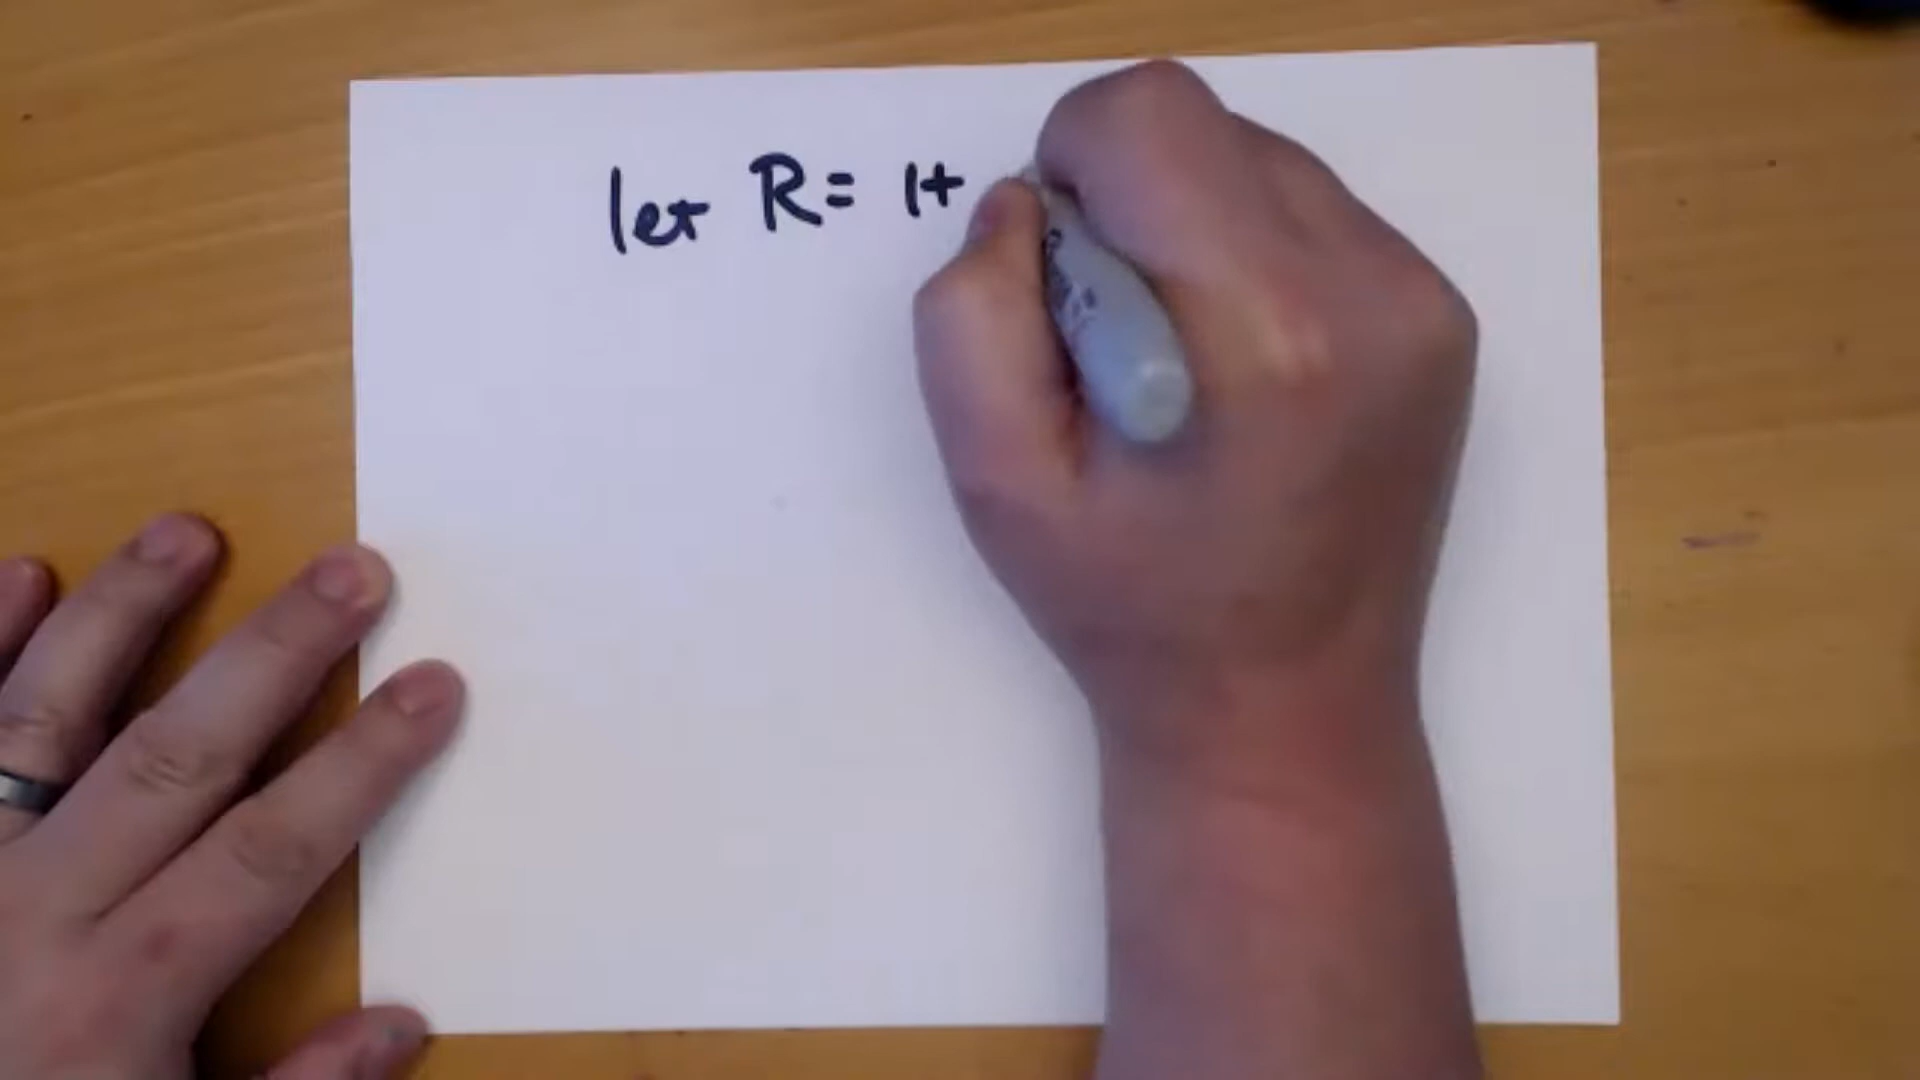 let R = 1+